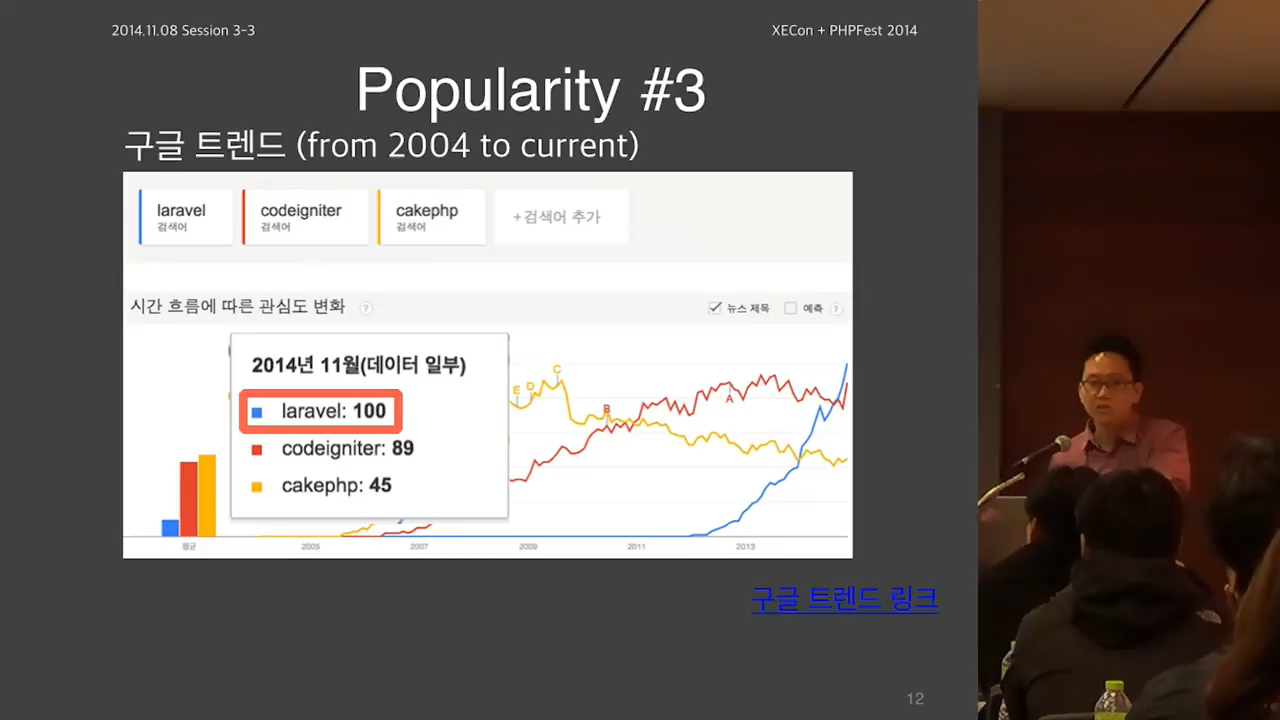 2014.11.08 Session 3-3
XECon + PHPFest 2014
Popularity #3
구글 트렌드 (from 2004 to current)
laravel
검색어
codeigniter
검색어
cakephp
검색어
+검색어 추가
시간 흐름에 따른 관심도 변화 ?
뉴스 제목
예측 ?
2014년 11월(데이터 일부)
laravel: 100
codeigniter: 89
cakephp: 45
E
D
C
B
A
평균
2005
2007
2009
2011
2013
구글 트렌드 링크
12